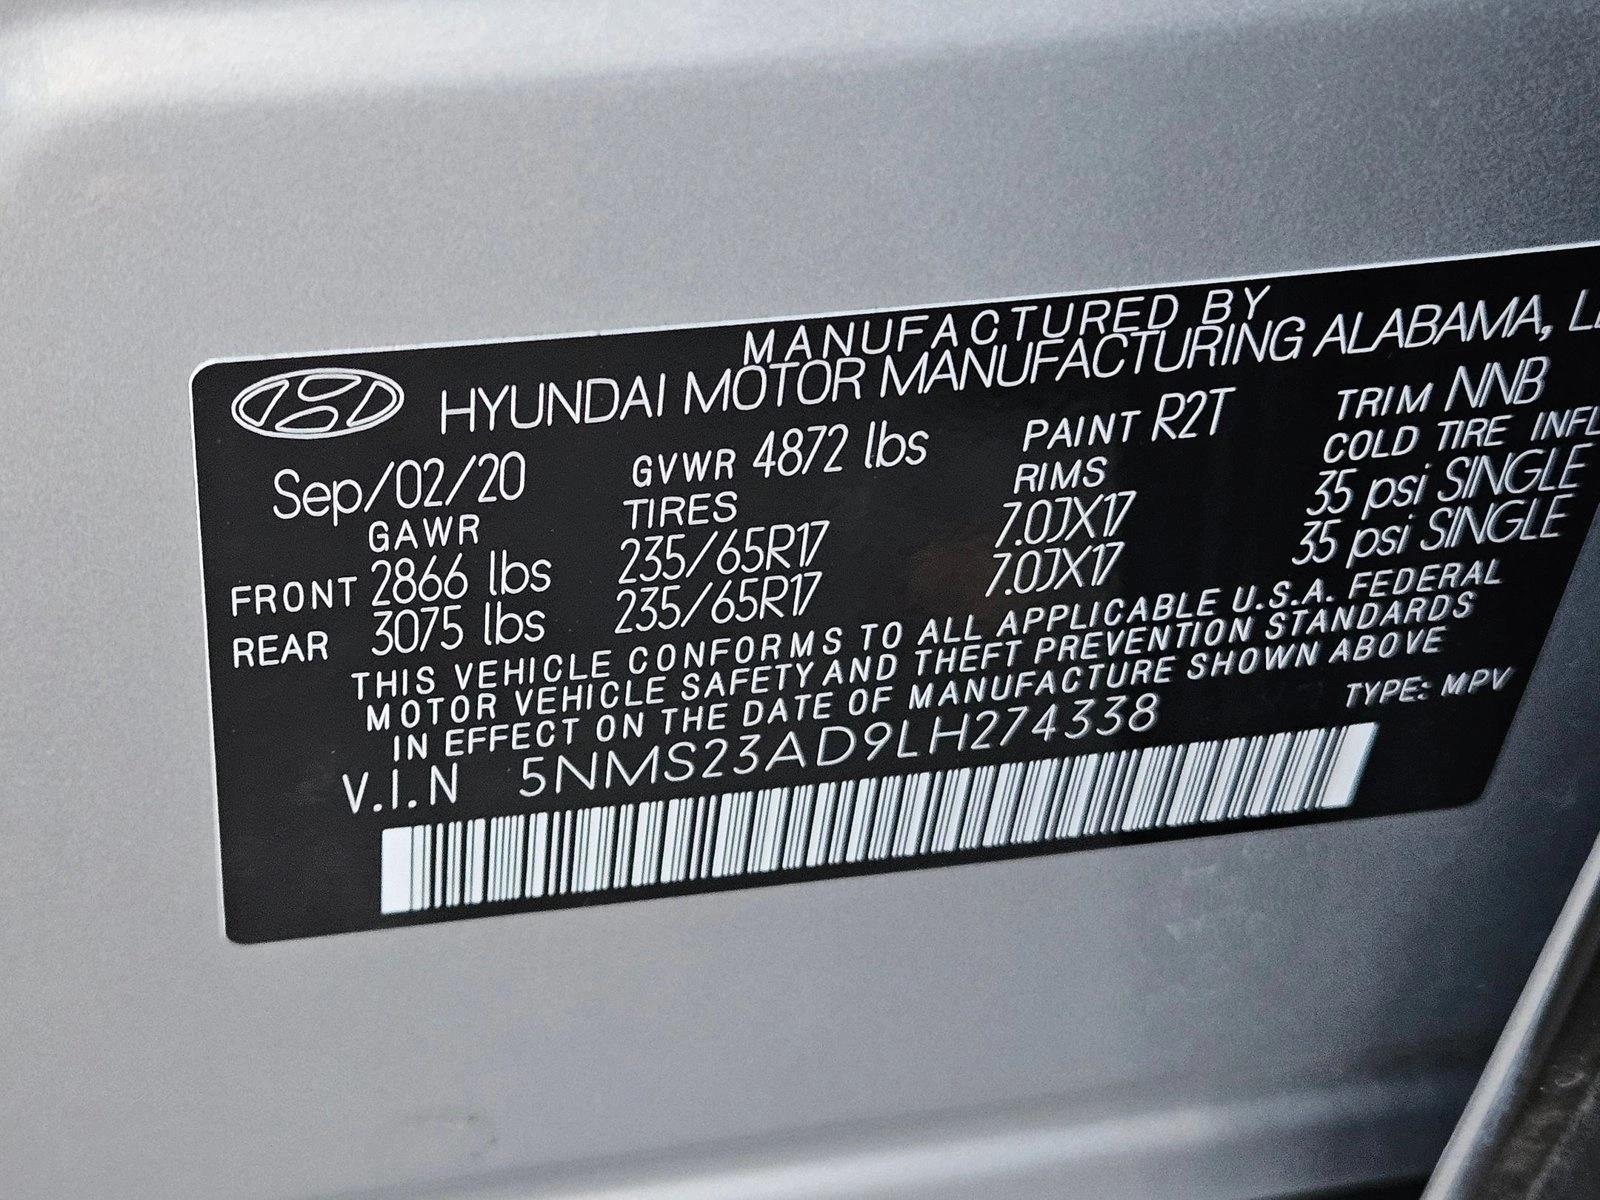 MANUFACTURED BY
HYUNDAI MOTOR MANUFACTURING ALABAMA,
Sep/02/20 GVWR 4872 lbs PAINT R2T TRIM NNB
GAWR TIRES RIMS COLD TIRE
FRONT 2866 lbs 235/65R17 7.0JX17 35 psi SINGLE
REAR 3075 lbs 235/65R17 7.0JX17 35 psi SINGLE
THIS VEHICLE CONFORMS TO ALL APPLICABLE U.S.A. FEDERAL
MOTOR VEHICLE SAFETY AND THEFT PREVENTION STANDARDS
IN EFFECT ON THE DATE OF MANUFACTURE SHOWN ABOVE
V.I.N 5NMS23AD9LH274338 TYPE: MPV